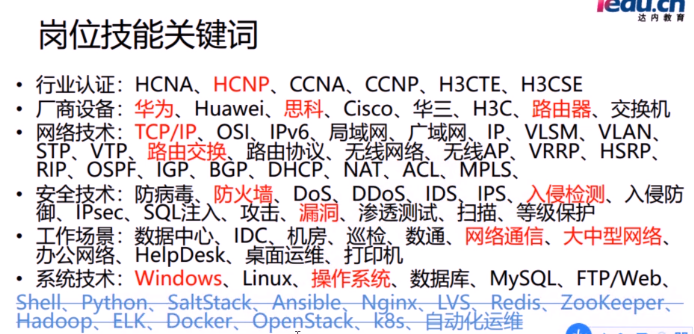 iedu.cn
达内教育
岗位技能关键词
• 行业认证：HCNA、HCNP、CCNA、CCNP、H3CTE、H3CSE
• 厂商设备：华为、Huawei、思科、Cisco、华三、H3C、路由器、交换机
• 网络技术：TCP/IP、OSI、IPv6、局域网、广域网、IP、VLSM、VLAN、
STP、VTP、路由交换、路由协议、无线网络、无线AP、VRRP、HSRP、
RIP、OSPF、IGP、BGP、DHCP、NAT、ACL、MPLS、
• 安全技术：防病毒、防火墙、DoS、DDoS、IDS、IPS、入侵检测、入侵防
御、IPsec、SQL注入、攻击、漏洞、渗透测试、扫描、等级保护
• 工作场景：数据中心、IDC、机房、巡检、数通、网络通信、大中型网络、
办公网络、HelpDesk、桌面运维、打印机
• 系统技术：Windows、Linux、操作系统、数据库、MySQL、FTP/Web、
Shell、Python、SaltStack、Ansible、Nginx、LVS、Redis、ZooKeeper、
Hadoop、ELK、Docker、OpenStack、k8s、自动化运维